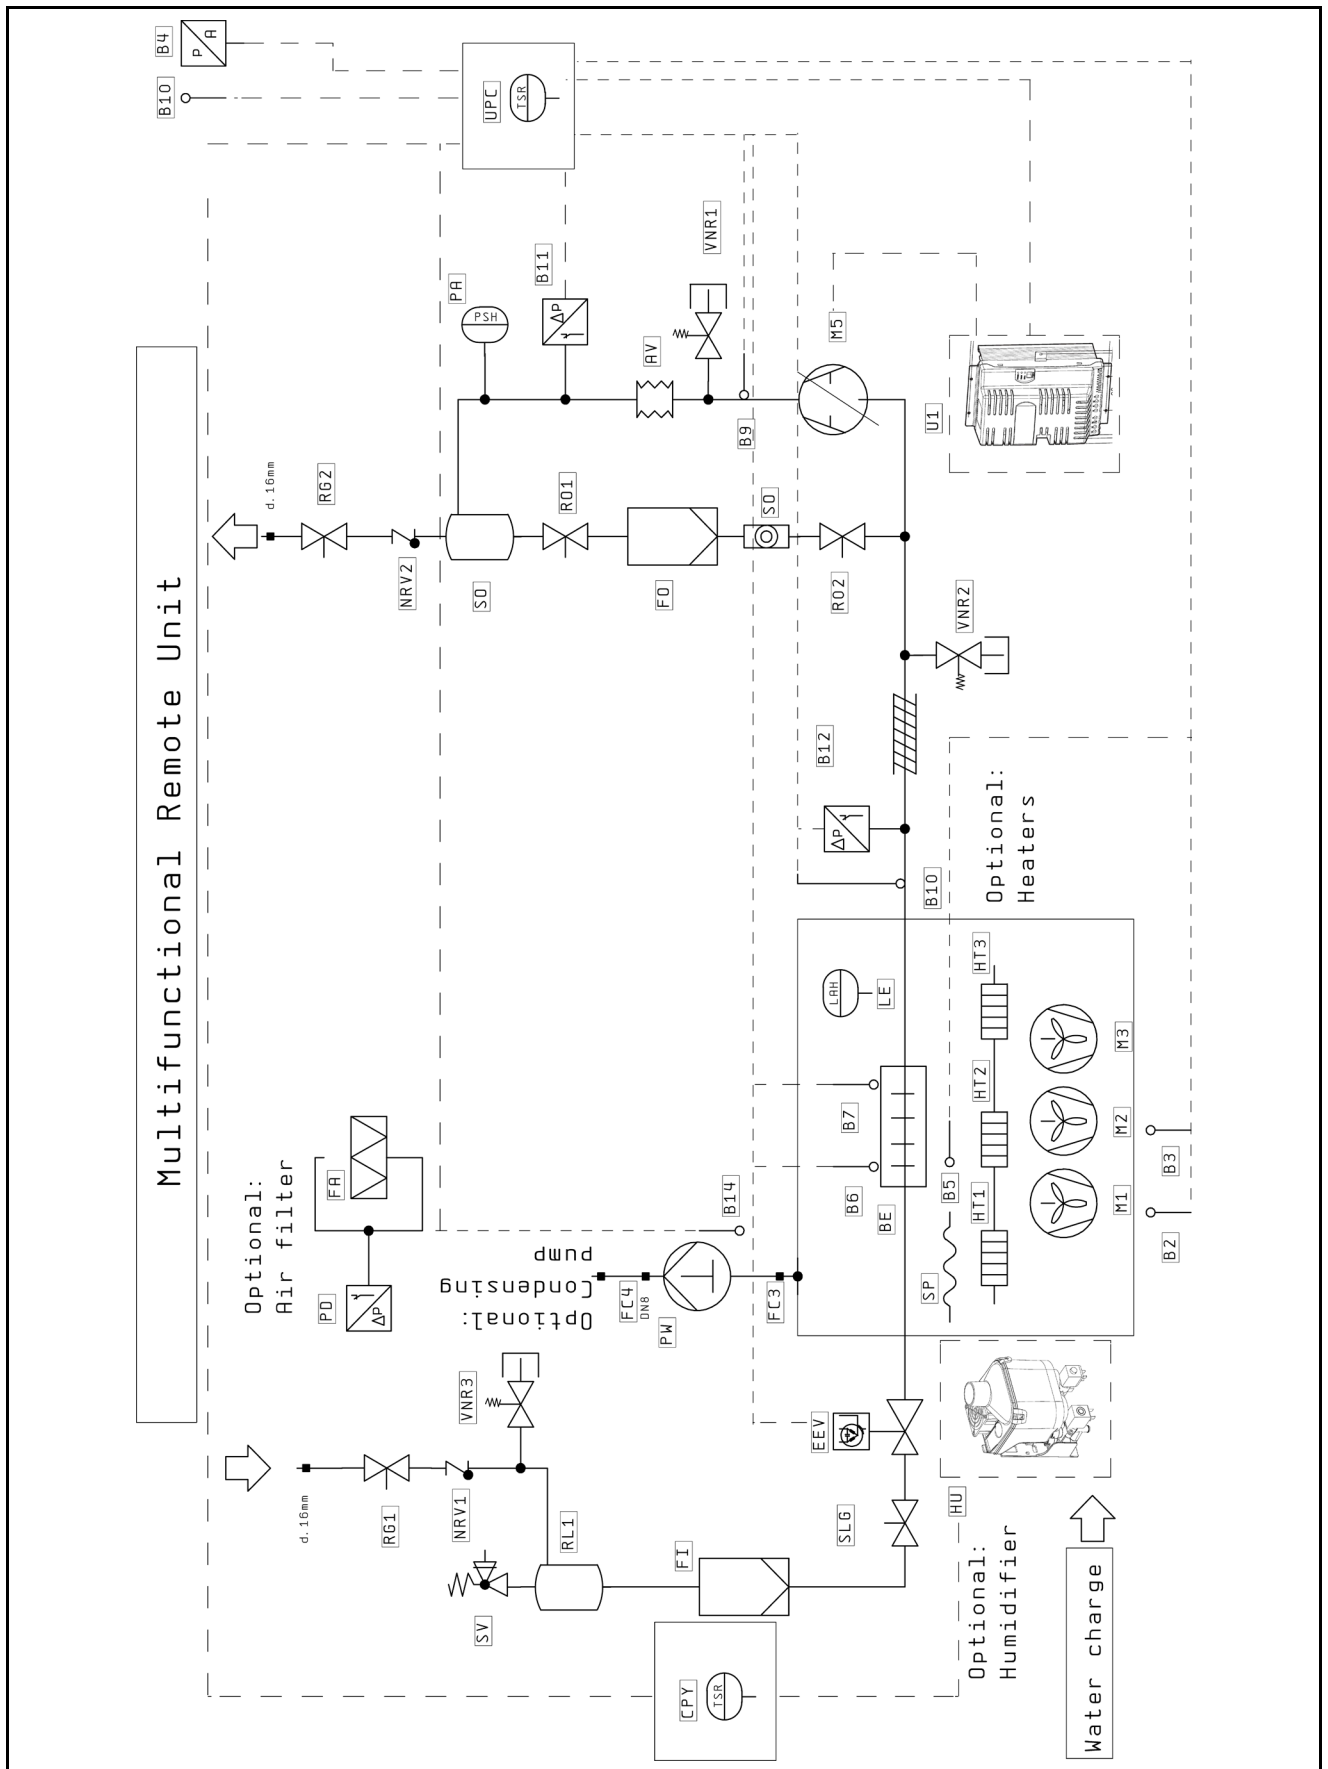 Multifunctional Remote Unit
B10
B4
Optional:
Air filter
d.16mm
d.16mm
RG2
PD
FA
RG1
NRV2
NRV1
VNR3
PA
PSH
SV
SO
UPC
TSR
Optional:
Condensing
pump
B11
RL1
RO1
FC4
DN8
PW
AV
FI
FO
CPY
TSR
VNR1
B14
B9
FC3
SO
EEV
B12
M5
RO2
SLG
B6
B7
LAH
LE
BE
SP
B5
B10
U1
HU
VNR2
Optional:
Humidifier
HT1
HT2
HT3
Optional:
Heaters
Water charge
M1
M2
M3
B2
B3
ΔP
ΔP
ΔP
P
A